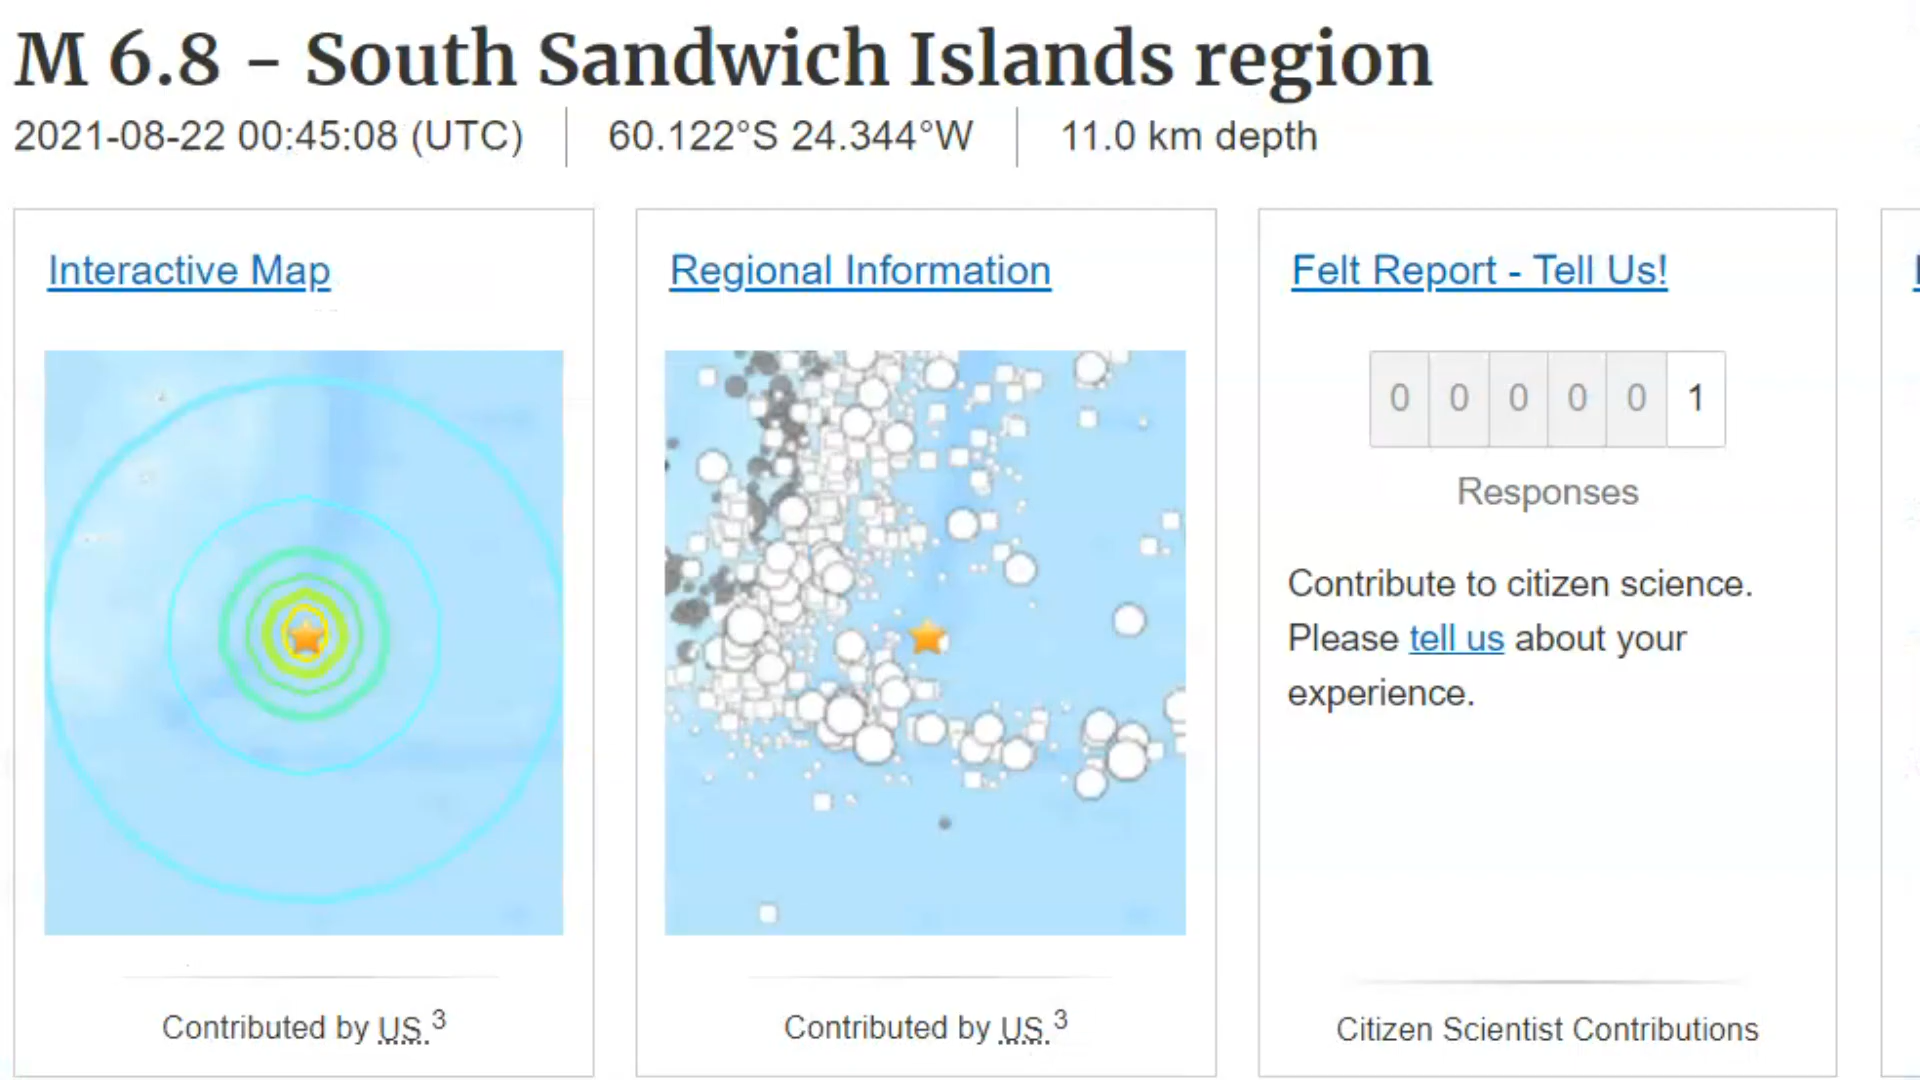 M 6.8 - South Sandwich Islands region
2021-08-22 00:45:08 (UTC) 60.122°S 24.344°W 11.0 km depth
Interactive Map
Contributed by US 3
Regional Information
Contributed by US 3
Felt Report - Tell Us!
0 0 0 0 0 1
Responses
Contribute to citizen science.
Please tell us about your
experience.
Citizen Scientist Contributions